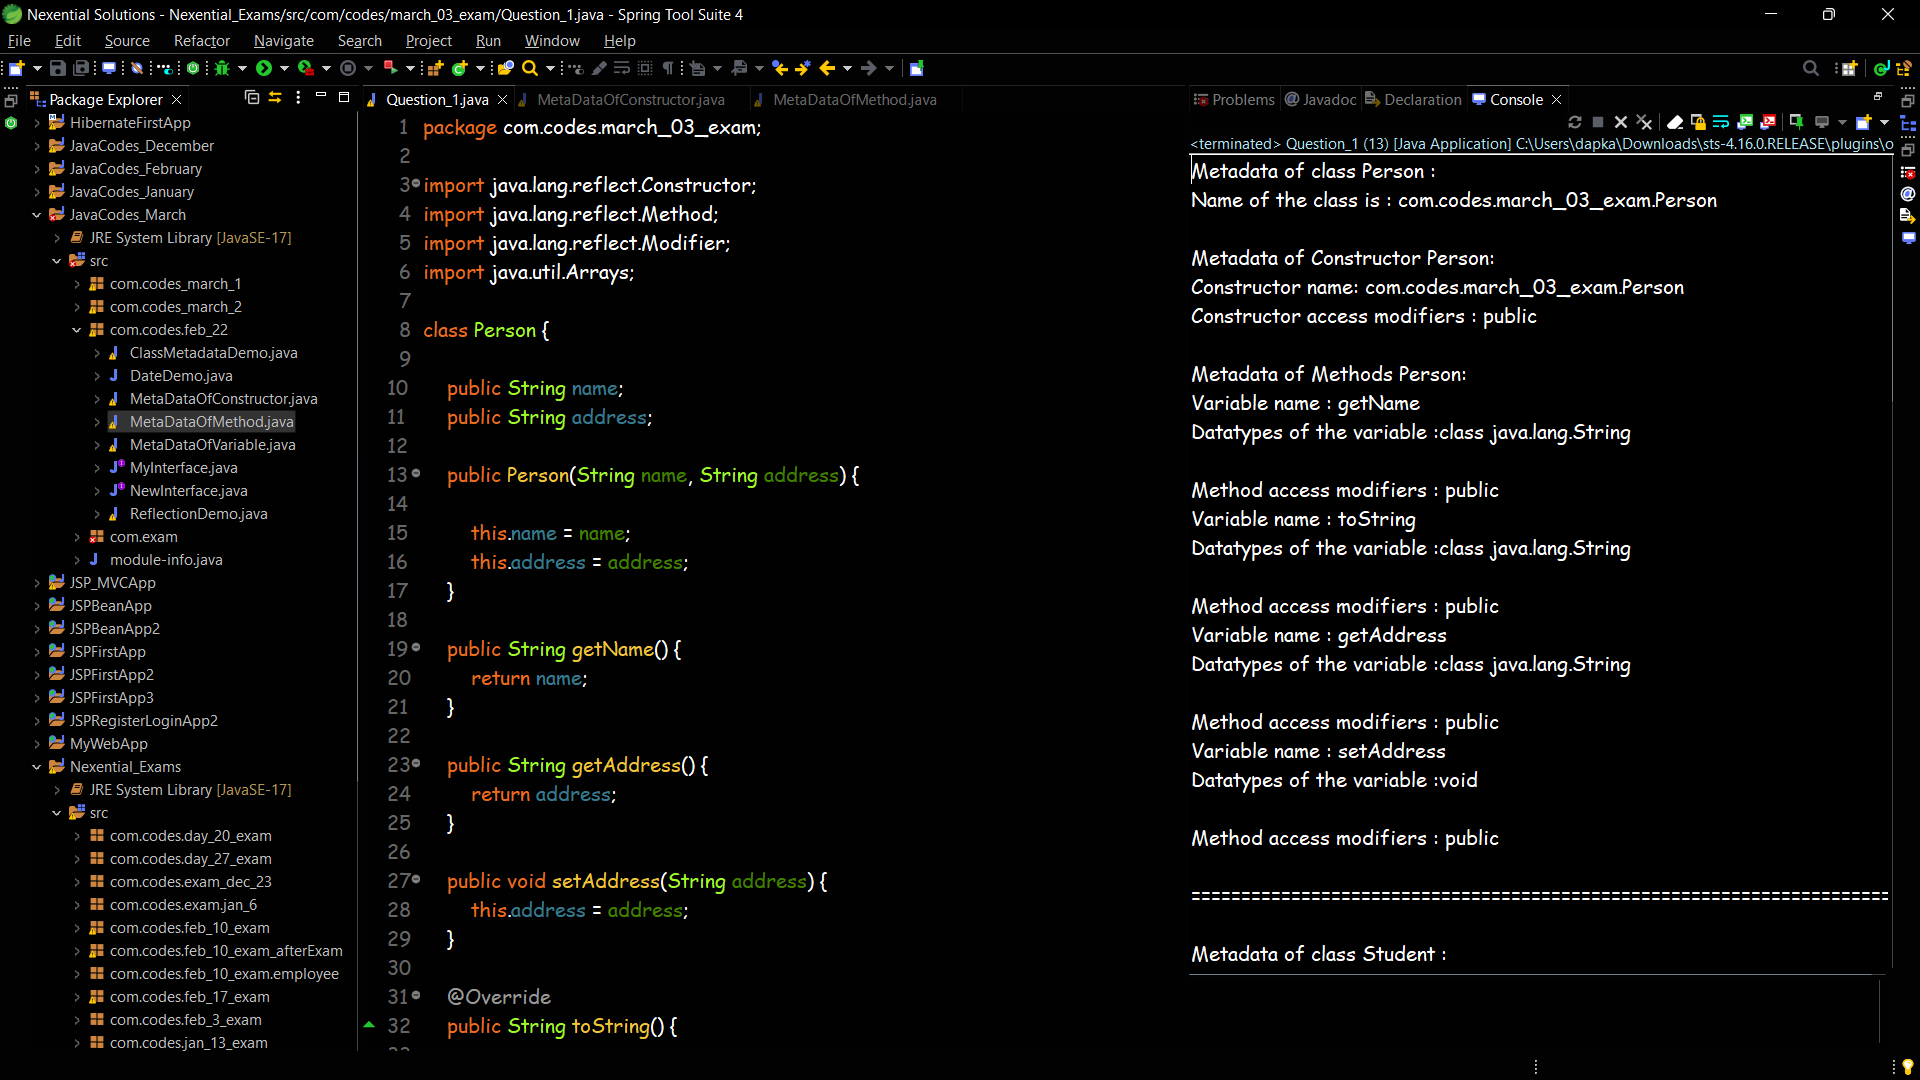 Nexential Solutions - Nexential_Exams/src/com/codes/march_03_exam/Question_1.java - Spring Tool Suite 4
File Edit Source Refactor Navigate Search Project Run Window Help
Package Explorer
HibernateFirstApp
JavaCodes_December
JavaCodes_February
JavaCodes_January
JavaCodes_March
JRE System Library [JavaSE-17]
src
com.codes_march_1
com.codes_march_2
com.codes.feb_22
ClassMetadataDemo.java
DateDemo.java
MetaDataOfConstructor.java
MetaDataOfMethod.java
MetaDataOfVariable.java
MyInterface.java
NewInterface.java
ReflectionDemo.java
com.exam
module-info.java
JSP_MVCApp
JSPBeanApp
JSPBeanApp2
JSPFirstApp
JSPFirstApp2
JSPFirstApp3
JSPRegisterLoginApp2
MyWebApp
Nexential_Exams
JRE System Library [JavaSE-17]
src
com.codes.day_20_exam
com.codes.day_27_exam
com.codes.exam_dec_23
com.codes.exam.jan_6
com.codes.feb_10_exam
com.codes.feb_10_exam_afterExam
com.codes.feb_10_exam.employee
com.codes.feb_17_exam
com.codes.feb_3_exam
com.codes.jan_13_exam
Question_1.java MetaDataOfConstructor.java MetaDataOfMethod.java
1 package com.codes.march_03_exam;
2
3 import java.lang.reflect.Constructor;
4 import java.lang.reflect.Method;
5 import java.lang.reflect.Modifier;
6 import java.util.Arrays;
7
8 class Person {
9
10 public String name;
11 public String address;
12
13 public Person(String name, String address) {
14
15 this.name = name;
16 this.address = address;
17 }
18
19 public String getName() {
20 return name;
21 }
22
23 public String getAddress() {
24 return address;
25 }
26
27 public void setAddress(String address) {
28 this.address = address;
29 }
30
31 @Override
32 public String toString() {
Problems Javadoc Declaration Console
<terminated> Question_1 (13) [Java Application] C:\Users\dapka\Downloads\sts-4.16.0.RELEASE\plugins\o
Metadata of class Person :
Name of the class is : com.codes.march_03_exam.Person
Metadata of Constructor Person:
Constructor name: com.codes.march_03_exam.Person
Constructor access modifiers : public
Metadata of Methods Person:
Variable name : getName
Datatypes of the variable :class java.lang.String
Method access modifiers : public
Variable name : toString
Datatypes of the variable :class java.lang.String
Method access modifiers : public
Variable name : getAddress
Datatypes of the variable :class java.lang.String
Method access modifiers : public
Variable name : setAddress
Datatypes of the variable :void
Method access modifiers : public
======================================================================
Metadata of class Student :